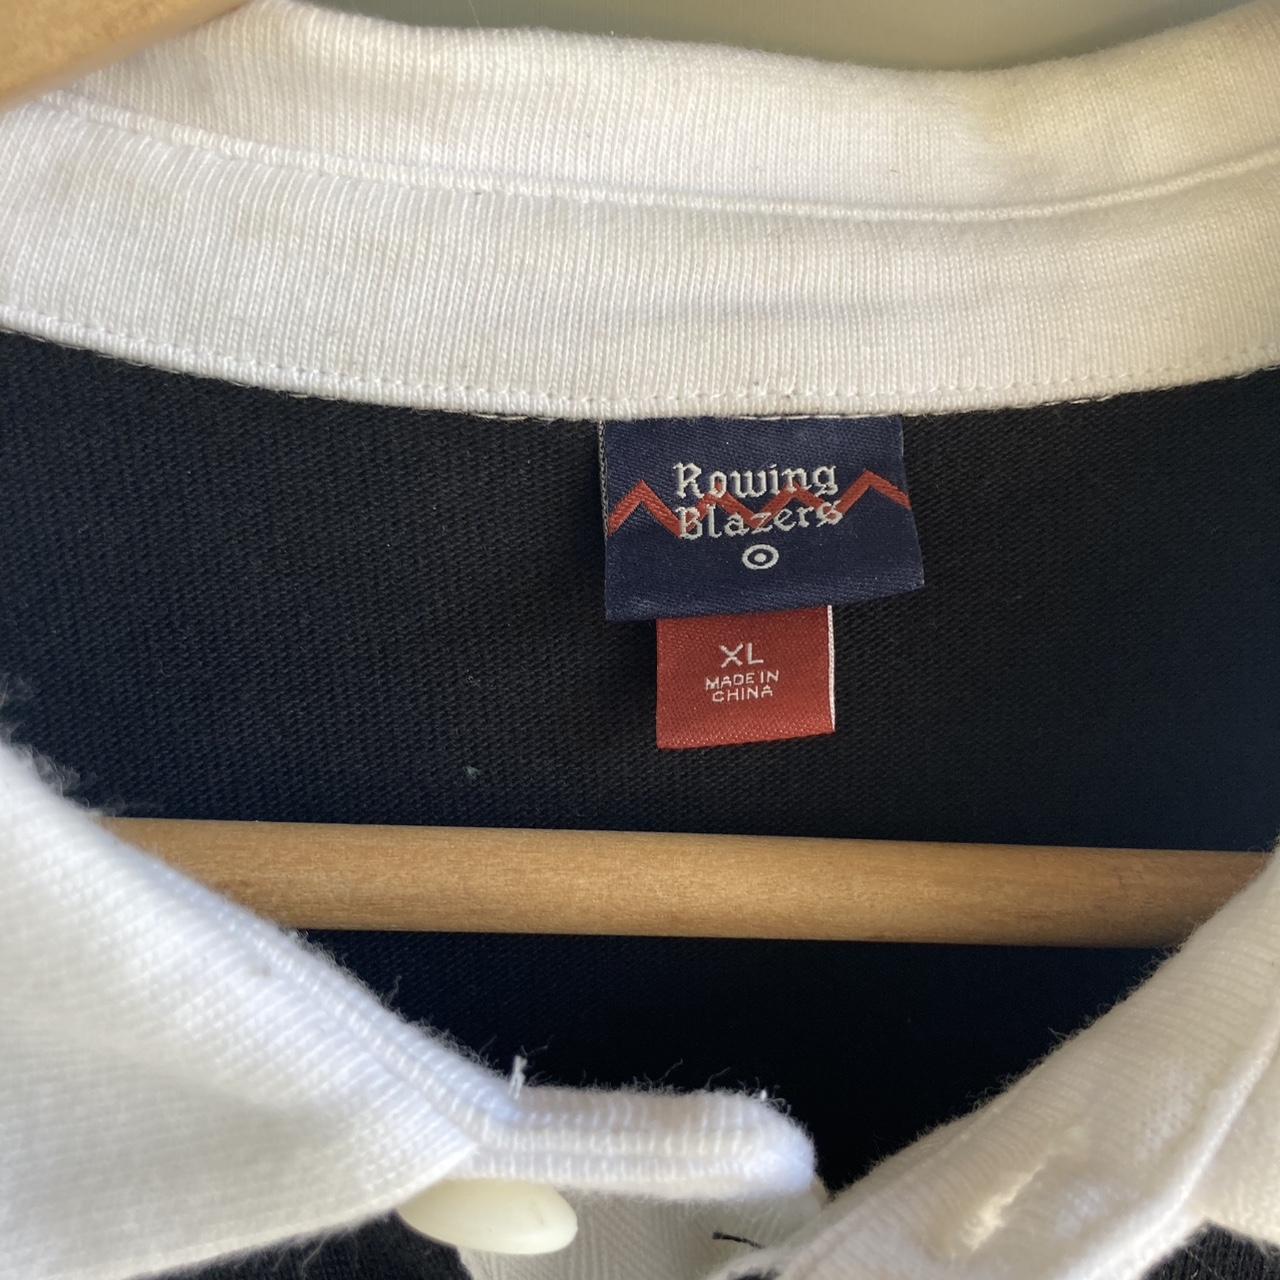 Rowing
Blazers
XL
MADE IN
CHINA